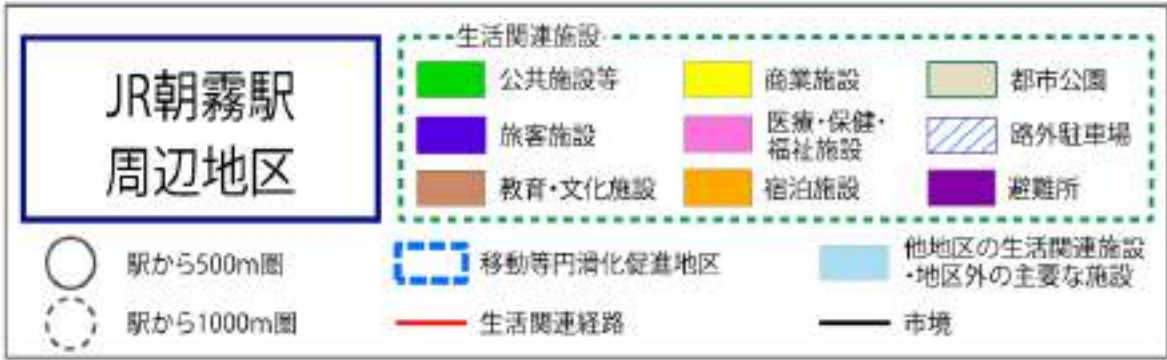 JR朝霧駅
周辺地区
生活関連施設
公共施設等
商業施設
都市公園
旅客施設
医療・保健・
福祉施設
路外駐車場
教育・文化施設
宿泊施設
避難所
駅から500m圏
移動等円滑化促進地区
他地区の生活関連施設
・地区外の主要な施設
駅から1000m圏
生活関連経路
市境